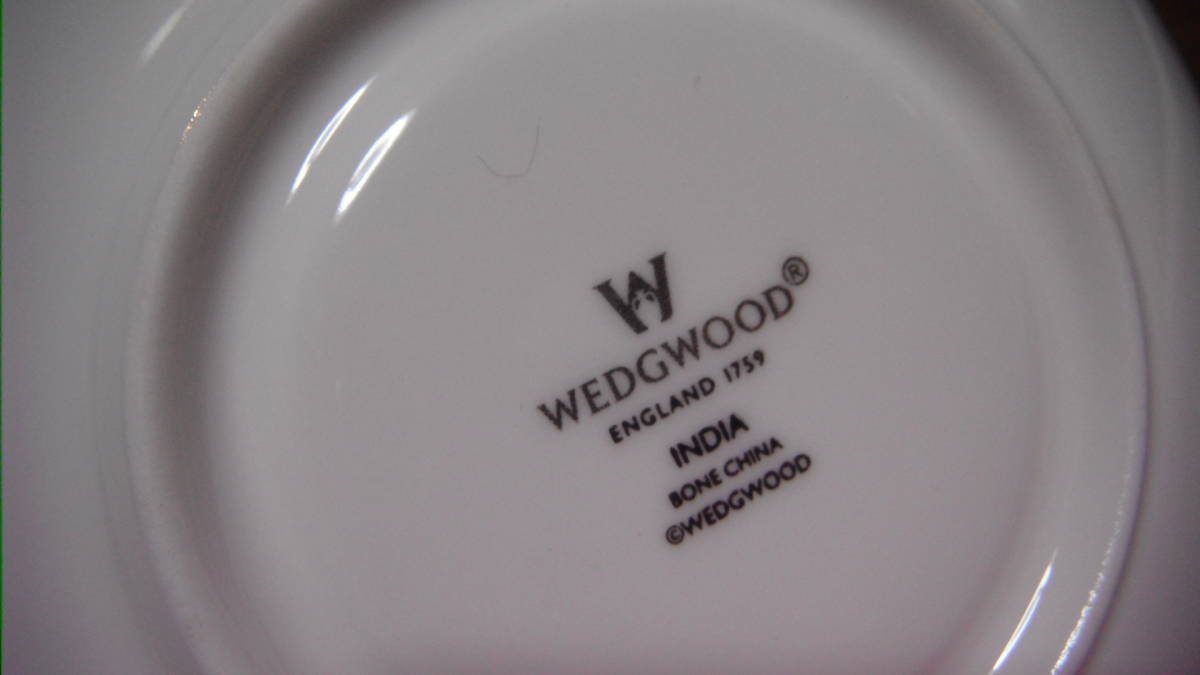 W
WEDGWOOD®
ENGLAND 1759
INDIA
BONE CHINA
©WEDGWOOD